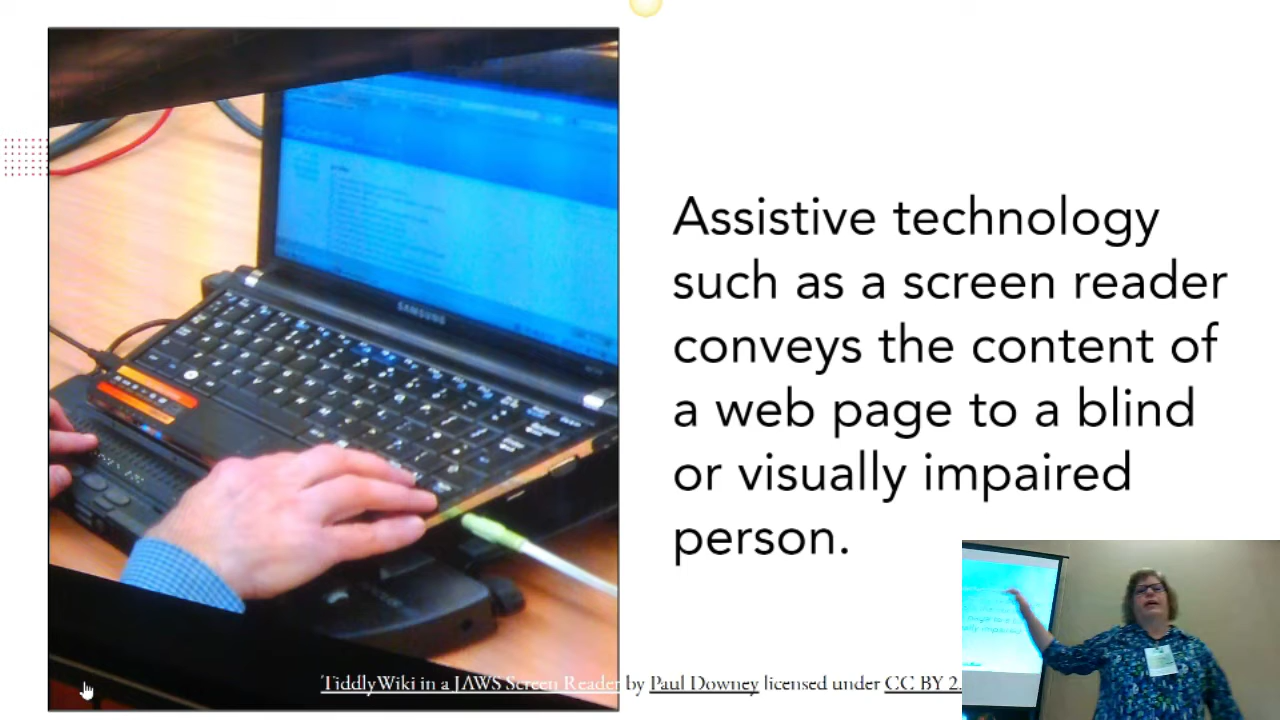 SAMSUNG
Assistive technology
such as a screen reader
conveys the content of
a web page to a blind
or visually impaired
person.
TiddlyWiki in a JAWS Screen Reader by Paul Downey licensed under CC BY 2.